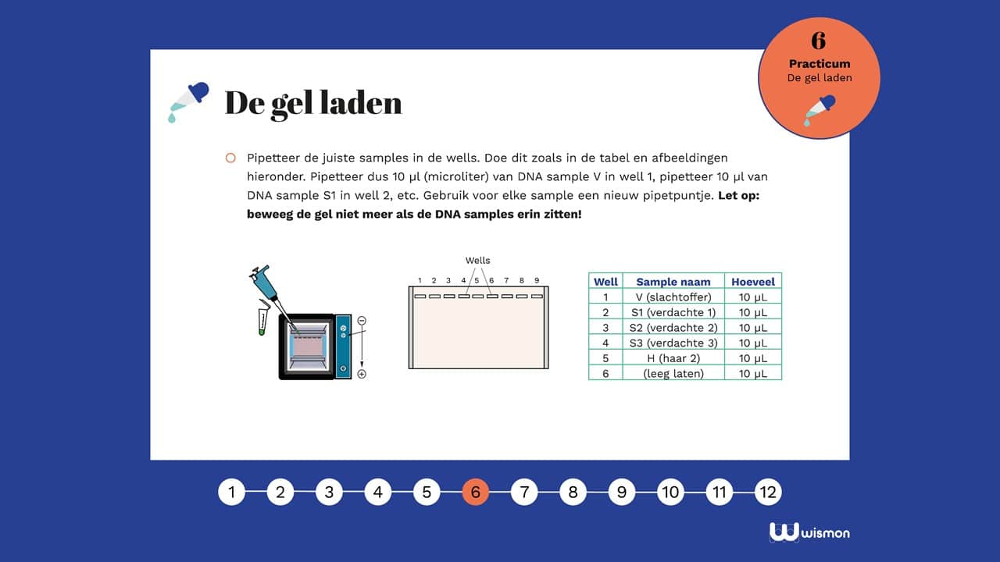 6
Practicum
De gel laden
De gel laden
Pipetteer de juiste samples in de wells. Doe dit zoals in de tabel en afbeeldingen
hieronder. Pipetteer dus 10 µl (microliter) van DNA sample V in well 1, pipetteer 10 µl van
DNA sample S1 in well 2, etc. Gebruik voor elke sample een nieuw pipetpuntje. Let op:
beweeg de gel niet meer als de DNA samples erin zitten!
Wells
1 2 3 4 5 6 7 8 9
Well Sample naam Hoeveel
1 V (slachtoffer) 10 µL
2 S1 (verdachte 1) 10 µL
3 S2 (verdachte 2) 10 µL
4 S3 (verdachte 3) 10 µL
5 H (haar 2) 10 µL
6 (leeg laten) 10 µL
1 2 3 4 5 6 7 8 9 10 11 12
wismon